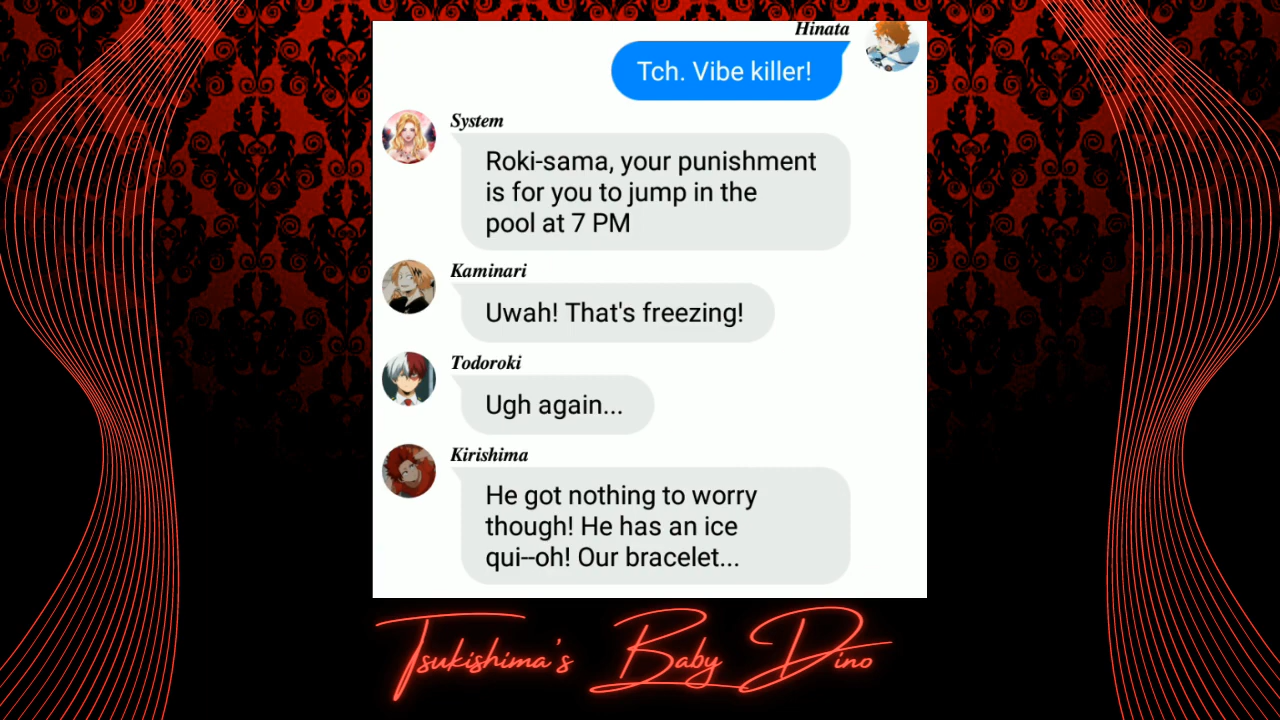 Hinata
Tch. Vibe killer!
System
Roki-sama, your punishment
is for you to jump in the
pool at 7 PM
Kaminari
Uwah! That's freezing!
Todoroki
Ugh again...
Kirishima
He got nothing to worry
though! He has an ice
qui--oh! Our bracelet...
Tsukishima's Baby Dino